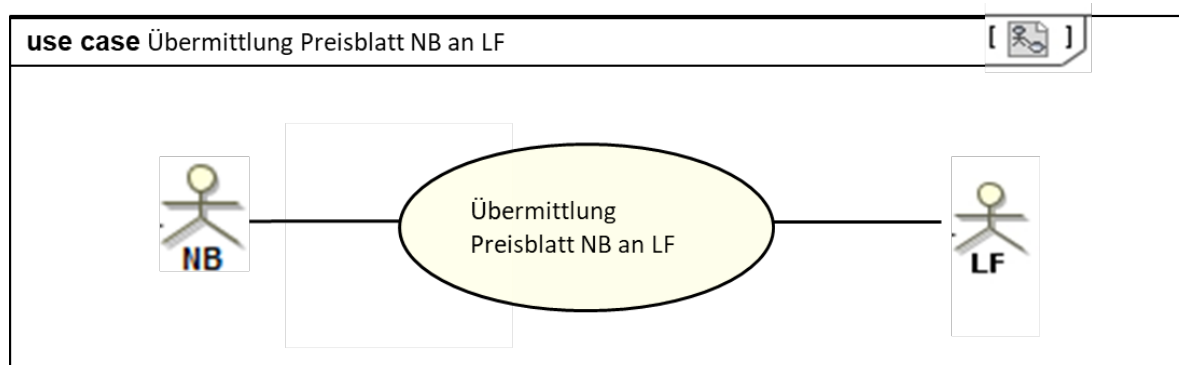 use case Übermittlung Preisblatt NB an LF
[ ]
Übermittlung
Preisblatt NB an LF
NB
LF